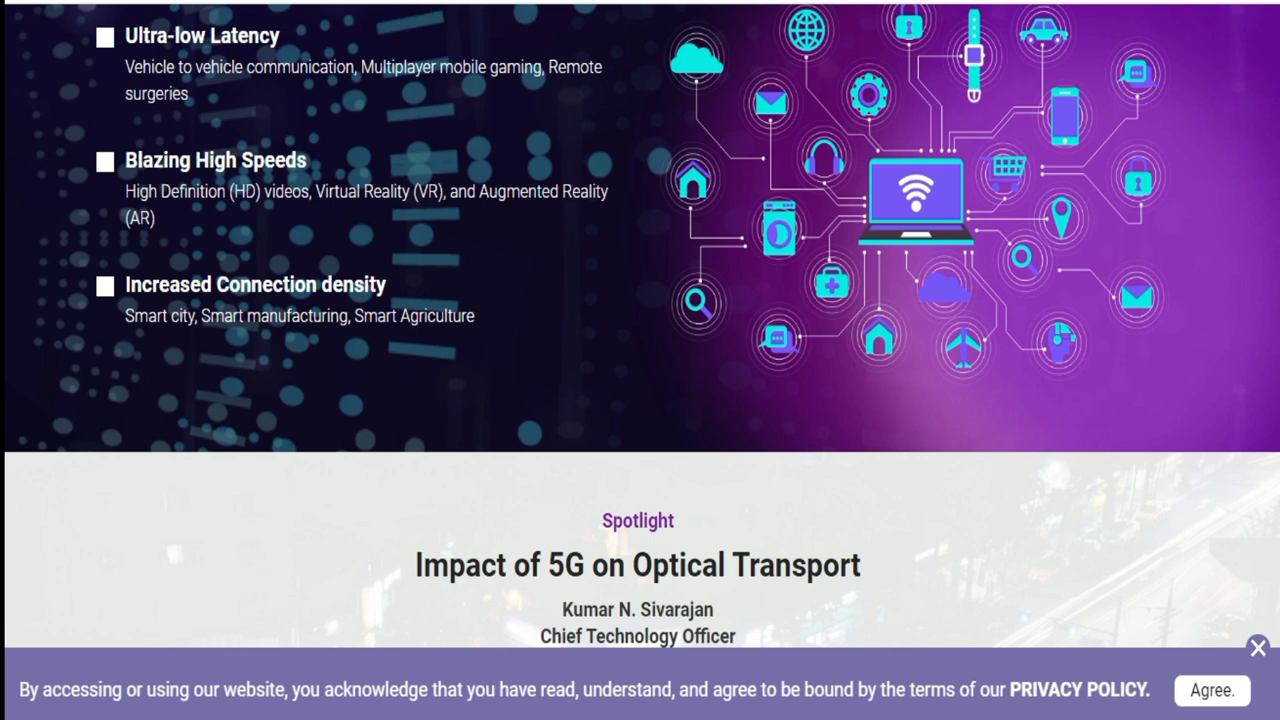 Ultra-low Latency
Vehicle to vehicle communication, Multiplayer mobile gaming, Remote
surgeries
Blazing High Speeds
High Definition (HD) videos, Virtual Reality (VR), and Augmented Reality
(AR)
Increased Connection density
Smart city, Smart manufacturing, Smart Agriculture
Spotlight
Impact of 5G on Optical Transport
Kumar N. Sivarajan
Chief Technology Officer
By accessing or using our website, you acknowledge that you have read, understand, and agree to be bound by the terms of our PRIVACY POLICY.
Agree.